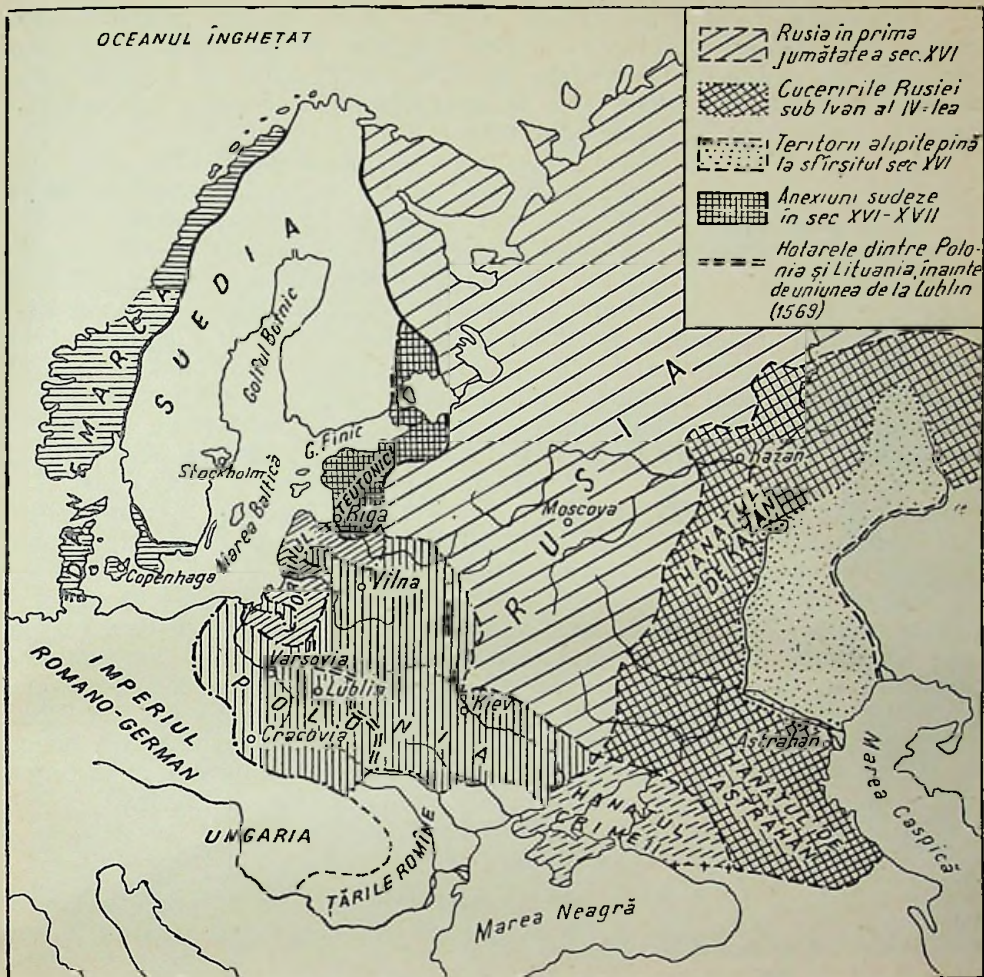 OCEANUL ÎNGHEȚAT
Rusia în prima
jumătate a sec. XVI
Cuceririle Rusiei
sub Ivan al IV-lea
Teritorii alipite pînă
la sfîrșitul sec XVI
Anexiuni sudeze
în sec XVI-XVII
Hotarele dintre Polo-
nia și Lituania, înainte
de uniunea de la Lublin
(1569)
SUEDIA
Golful Botnic
DANEMARCA
G. Finic
Stockholm
Marea Baltică
Copenhaga
TEUTONIC
Riga
Vilna
RUSIA
Moscova
Kazan
HANATUL
DE KAZAN
IMPERIUL
ROMANO-GERMAN
Varsovia
Lublin
POLONIA
Kiev
Cracovia
Astrahan
HANATUL DE
ASTRAHAN
Marea Caspică
HANATUL
CRIMEI
UNGARIA
ȚĂRILE ROMÎNE
Marea Neagră